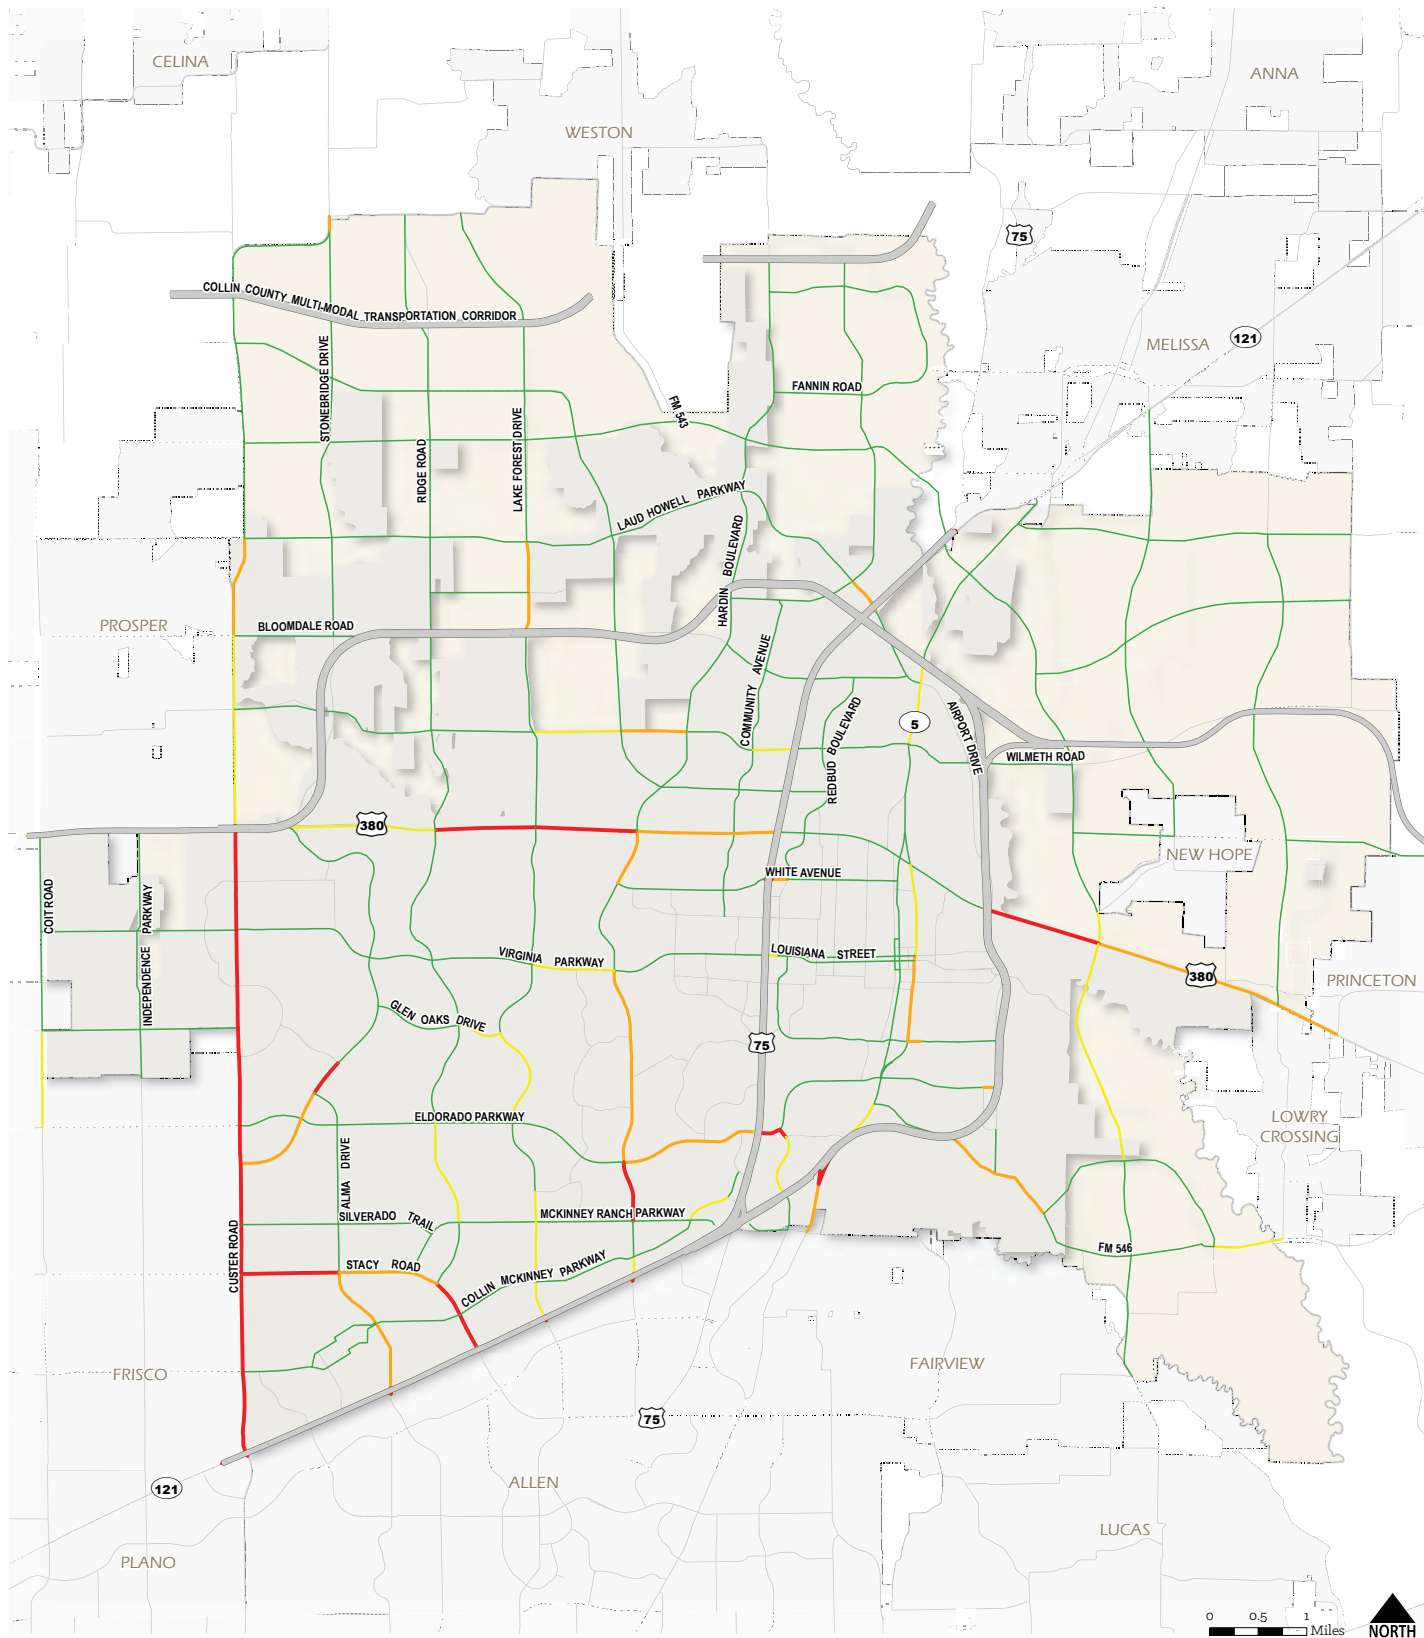 CELINA
ANNA
WESTON
75
COLLIN COUNTY MULTI-MODAL TRANSPORTATION CORRIDOR
121
MELISSA
STONEBRIDGE DRIVE
FANNIN ROAD
FM 543
LAKE FOREST DRIVE
RIDGE ROAD
LAUD HOWELL PARKWAY
HARDIN BOULEVARD
PROSPER
BLOOMDALE ROAD
COMMUNITY AVENUE
REDBUD BOULEVARD
5
AIRPORT DRIVE
WILMETH ROAD
380
NEW HOPE
WHITE AVENUE
COIT ROAD
INDEPENDENCE PARKWAY
VIRGINIA PARKWAY
LOUISIANA STREET
380
PRINCETON
GLEN OAKS DRIVE
75
ELDORADO PARKWAY
LOWRY
CROSSING
ALMA DRIVE
SILVERADO TRAIL
MCKINNEY RANCH PARKWAY
CUSTER ROAD
FM 546
STACY ROAD
COLLIN MCKINNEY PARKWAY
FRISCO
FAIRVIEW
75
121
ALLEN
LUCAS
PLANO
0 0.5 1
Miles
NORTH